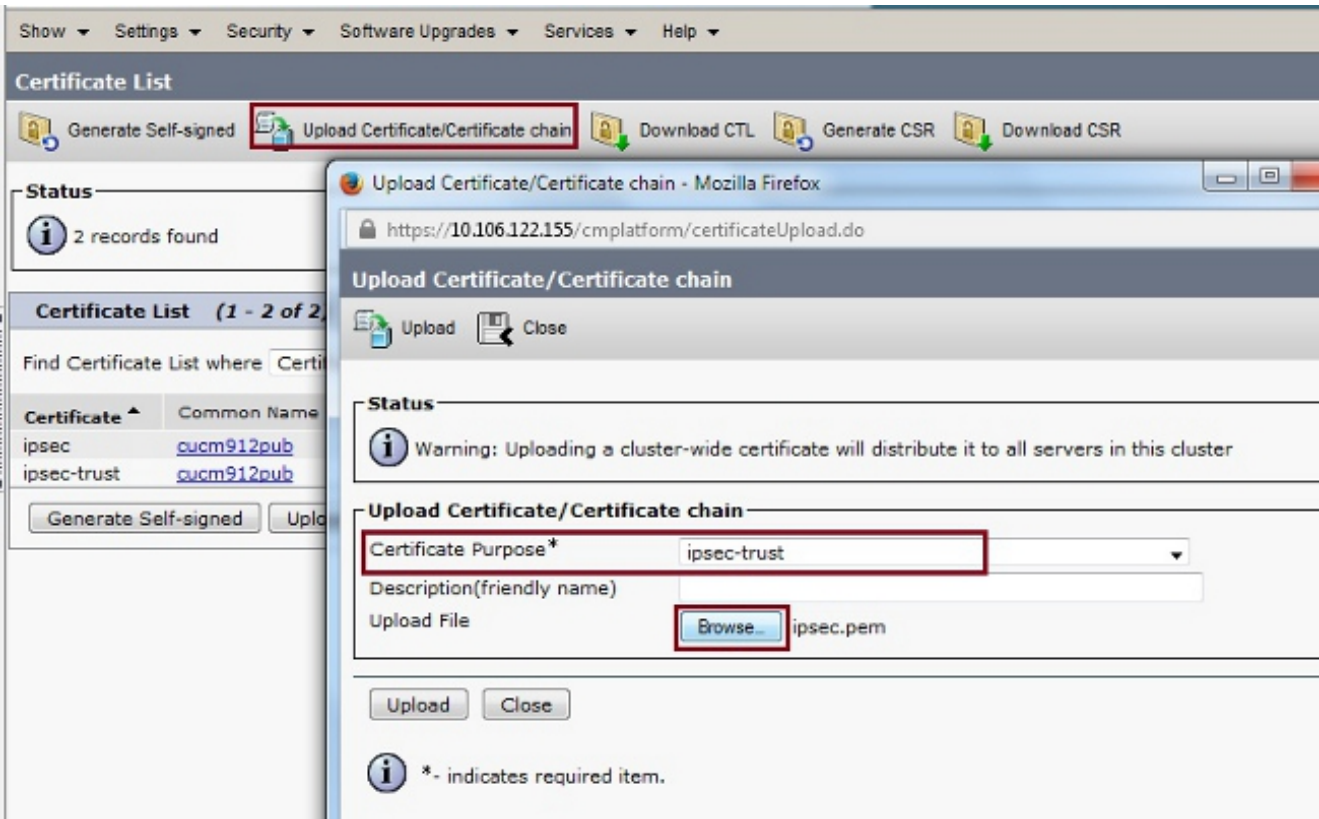 Show Settings Security Software Upgrades Services Help
Certificate List
Generate Self-signed Upload Certificate/Certificate chain Download CTL Generate CSR Download CSR
Status
2 records found
Certificate List (1 - 2 of 2
Find Certificate List where Certi
Certificate Common Name
ipsec cucm912pub
ipsec-trust cucm912pub
Generate Self-signed Uplo
Upload Certificate/Certificate chain - Mozilla Firefox
https://10.106.122.155/cmplatform/certificateUpload.do
Upload Certificate/Certificate chain
Upload Close
Status
Warning: Uploading a cluster-wide certificate will distribute it to all servers in this cluster
Upload Certificate/Certificate chain
Certificate Purpose* ipsec-trust
Description(friendly name)
Upload File Browse... ipsec.pem
Upload Close
*- indicates required item.